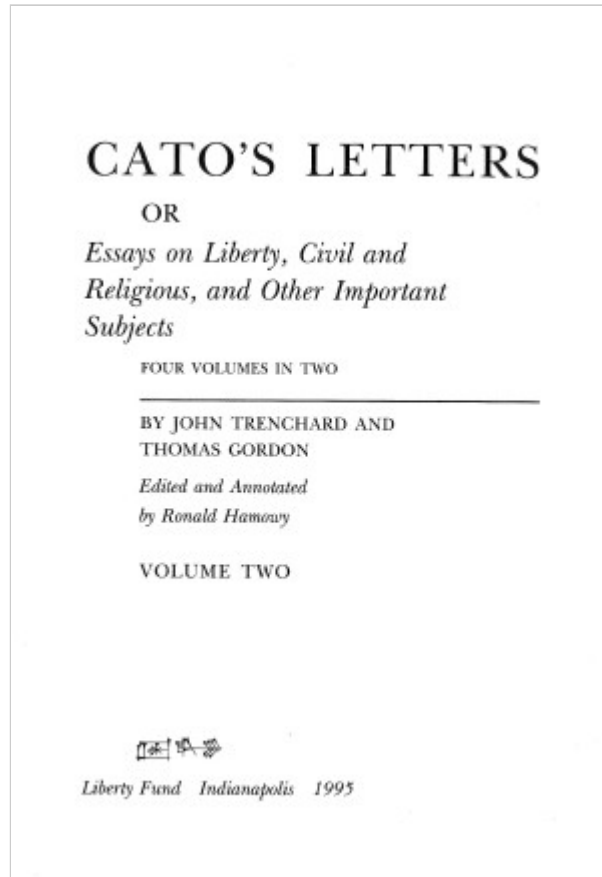 CATO'S LETTERS
OR
Essays on Liberty, Civil and
Religious, and Other Important
Subjects
FOUR VOLUMES IN TWO
BY JOHN TRENCHARD AND
THOMAS GORDON
Edited and Annotated
by Ronald Hamowy
VOLUME TWO
Liberty Fund Indianapolis 1995